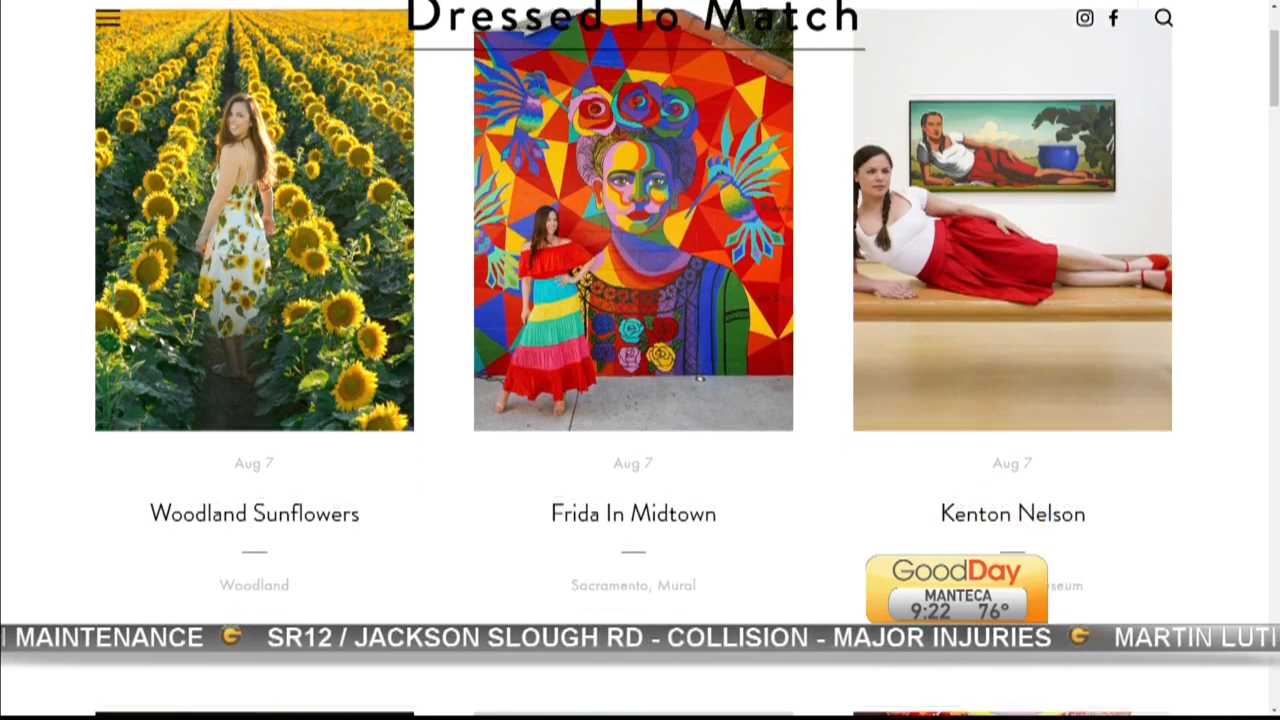 Dressed To Match
Aug 7
Aug 7
Aug 7
Woodland Sunflowers
Frida In Midtown
Kenton Nelson
Woodland
Sacramento, Mural
GoodDay
MANTECA
9:22 76°
MAINTENANCE SR12 / JACKSON SLOUGH RD - COLLISION - MAJOR INJURIES MARTIN